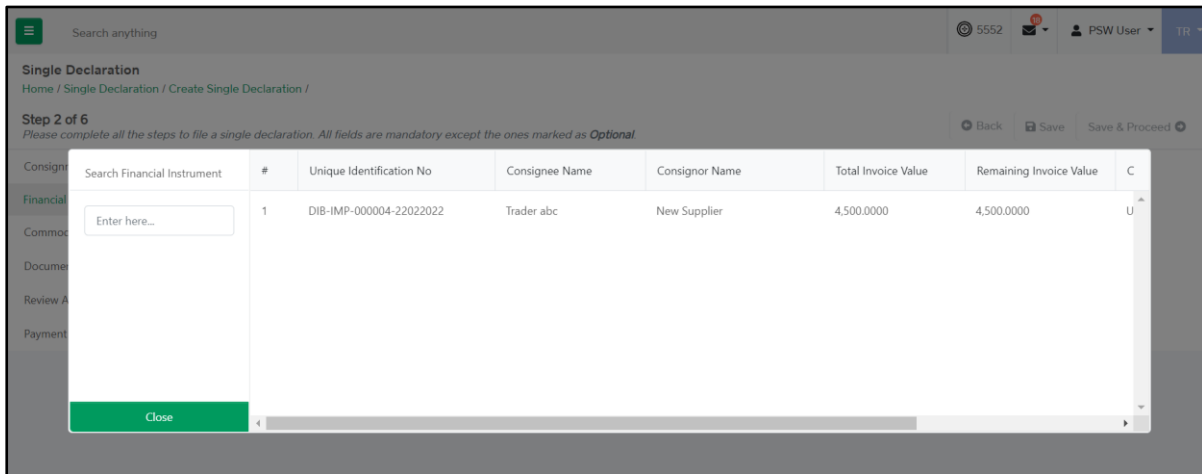 Search anything
5552
10
PSW User
TR
Single Declaration
Home / Single Declaration / Create Single Declaration /
Step 2 of 6
Please complete all the steps to file a single declaration. All fields are mandatory except the ones marked as Optional.
Back
Save
Save & Proceed
Consignm
Financial
Commod
Documen
Review A
Payment
Search Financial Instrument
Enter here...
Close
# Unique Identification No Consignee Name Consignor Name Total Invoice Value Remaining Invoice Value C
1 DIB-IMP-000004-22022022 Trader abc New Supplier 4,500.0000 4,500.0000 U